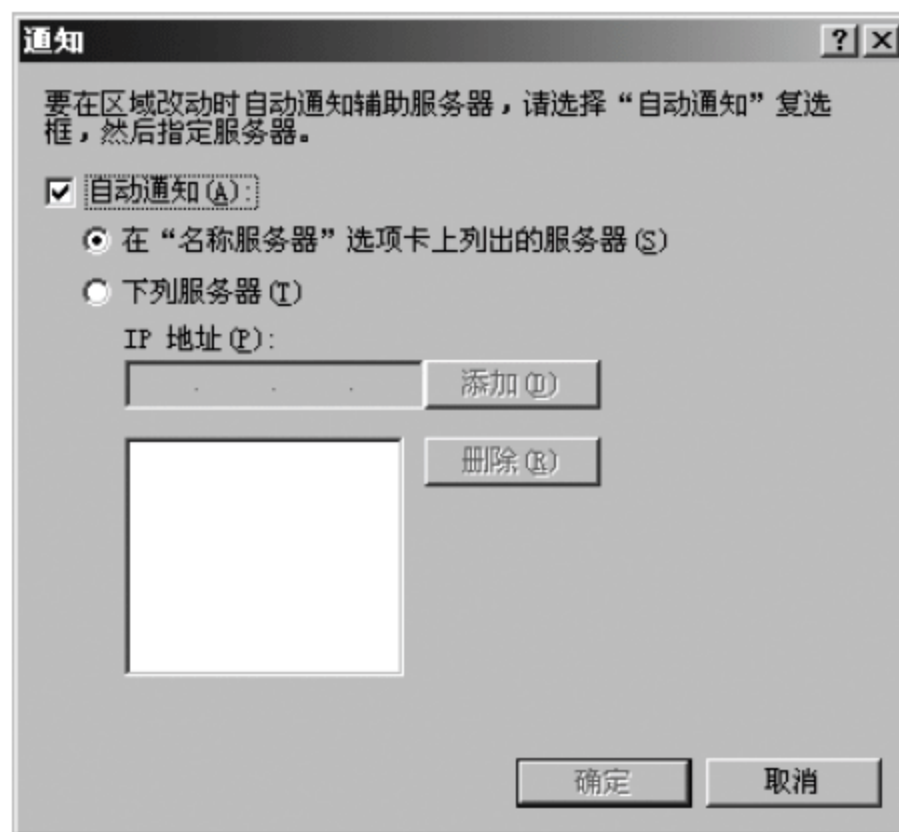 通知
要在区域改动时自动通知辅助服务器，请选择“自动通知”复选
框，然后指定服务器。
自动通知(A):
在“名称服务器”选项卡上列出的服务器(S)
下列服务器(T)
IP 地址(P):
添加(D)
删除(R)
确定
取消